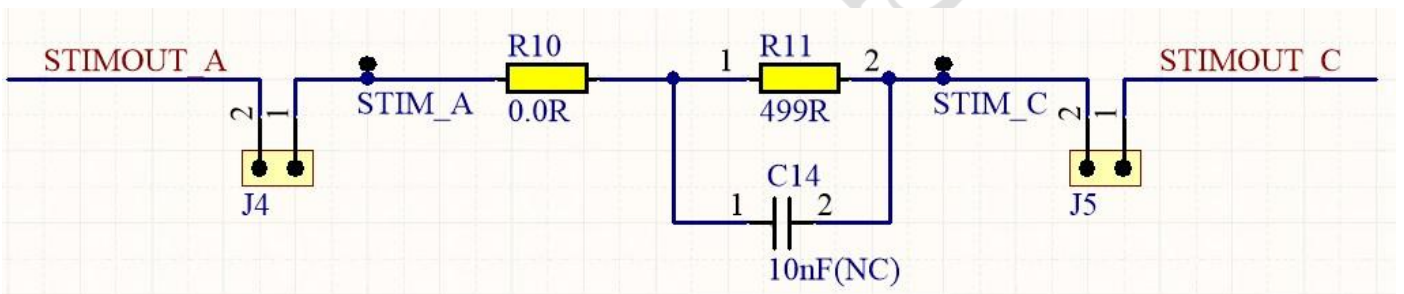 STIMOUT_A
2
1
J4
STIM_A
R10
0.0R
1
R11
2
499R
C14
1
2
10nF(NC)
STIM_C
2
1
J5
STIMOUT_C